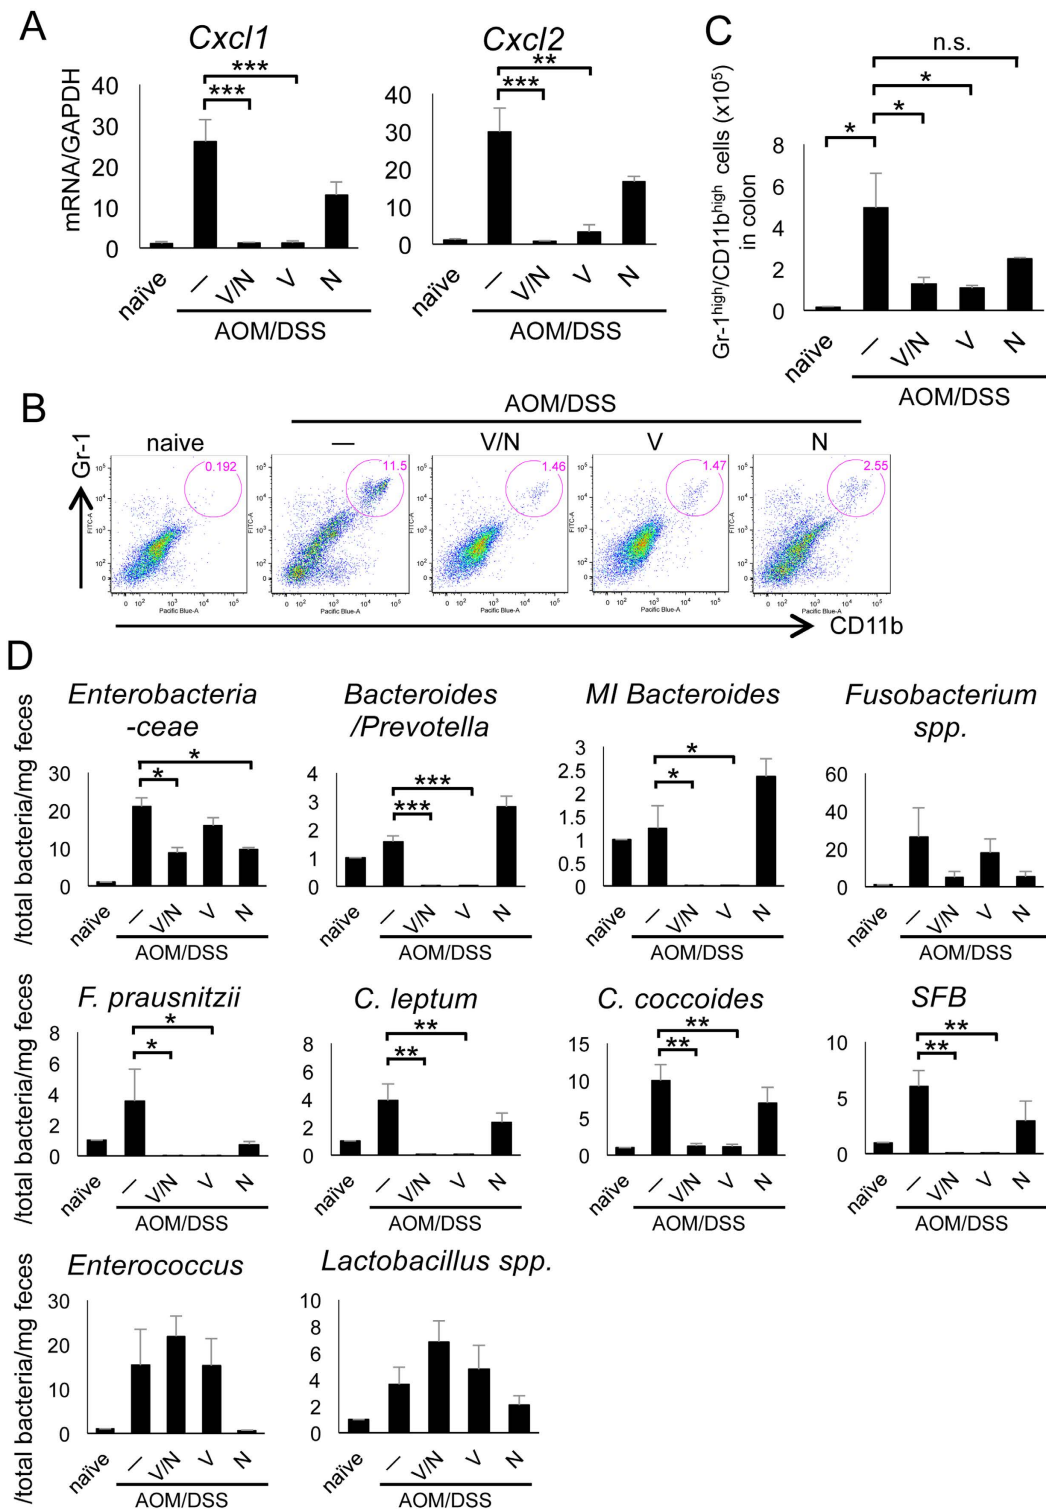 A
Cxcl1
Cxcl2
mRNA/GAPDH
***
***
40
30
20
10
0
naïve
—
V/N
V
N
AOM/DSS
**
***
40
30
20
10
0
naïve
—
V/N
V
N
AOM/DSS
C
Gr-1high/CD11bhigh cells (x10⁵)
in colon
n.s.
*
*
*
8
6
4
2
0
naïve
—
V/N
V
N
AOM/DSS
B
AOM/DSS
Gr-1
naive
—
V/N
V
N
0.192
11.5
1.46
1.47
2.55
FITC-A
Pacific Blue-A
CD11b
D
Enterobacteria
-ceae
/total bacteria/mg feces
*
*
30
20
10
0
naïve
—
V/N
V
N
AOM/DSS
Bacteroides
/Prevotella
***
***
4
3
2
1
0
naïve
—
V/N
V
N
AOM/DSS
MI Bacteroides
*
*
3
2.5
2
1.5
1
0.5
0
naïve
—
V/N
V
N
AOM/DSS
Fusobacterium
spp.
60
40
20
0
naïve
—
V/N
V
N
AOM/DSS
F. prausnitzii
/total bacteria/mg feces
*
*
8
6
4
2
0
naïve
—
V/N
V
N
AOM/DSS
C. leptum
**
**
8
6
4
2
0
naïve
—
V/N
V
N
AOM/DSS
C. coccoides
**
**
15
10
5
0
naïve
—
V/N
V
N
AOM/DSS
SFB
**
**
10
5
0
naïve
—
V/N
V
N
AOM/DSS
Enterococcus
/total bacteria/mg feces
30
20
10
0
naïve
—
V/N
V
N
AOM/DSS
Lactobacillus spp.
10
8
6
4
2
0
naïve
—
V/N
V
N
AOM/DSS